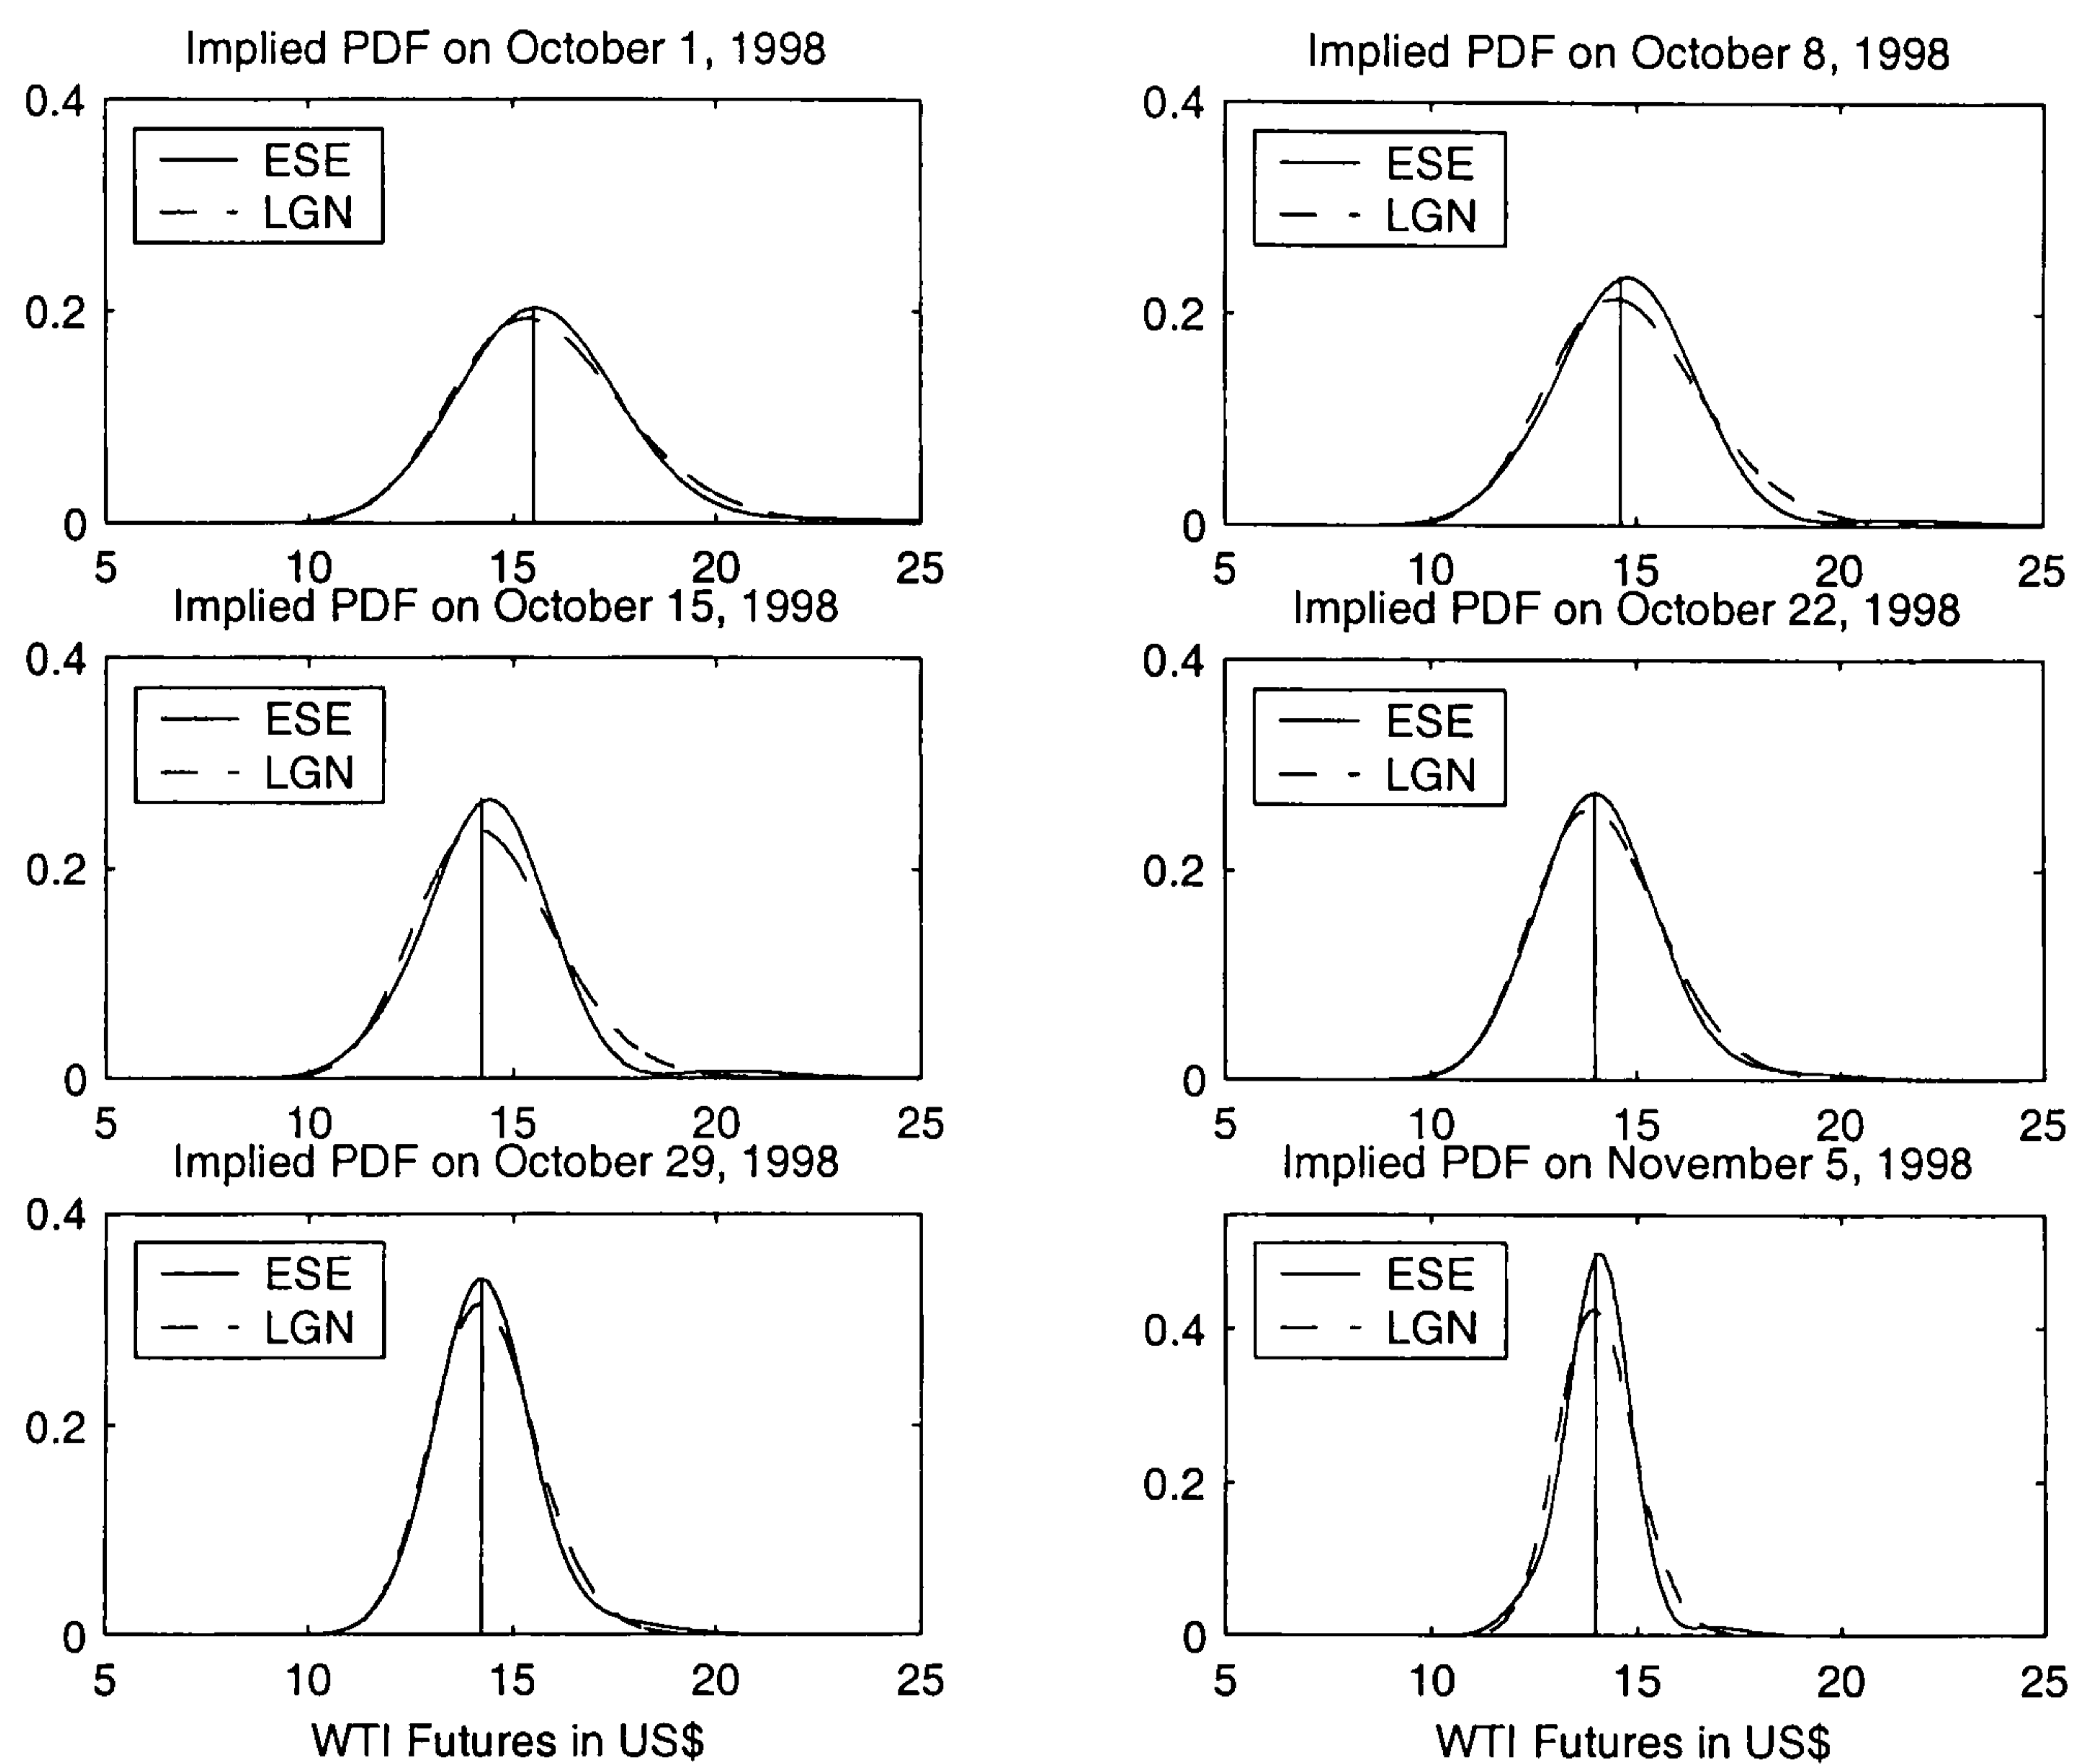 Implied PDF on October 1, 1998
0.4
ESE
LGN
0.2
0
5 10 15 20 25
Implied PDF on October 8, 1998
0.4
ESE
LGN
0.2
0
5 10 15 20 25
Implied PDF on October 15, 1998
0.4
ESE
LGN
0.2
0
5 10 15 20 25
Implied PDF on October 22, 1998
0.4
ESE
LGN
0.2
0
5 10 15 20 25
Implied PDF on October 29, 1998
0.4
ESE
LGN
0.2
0
5 10 15 20 25
WTI Futures in US$
Implied PDF on November 5, 1998
ESE
0.4
LGN
0.2
0
5 10 15 20 25
WTI Futures in US$